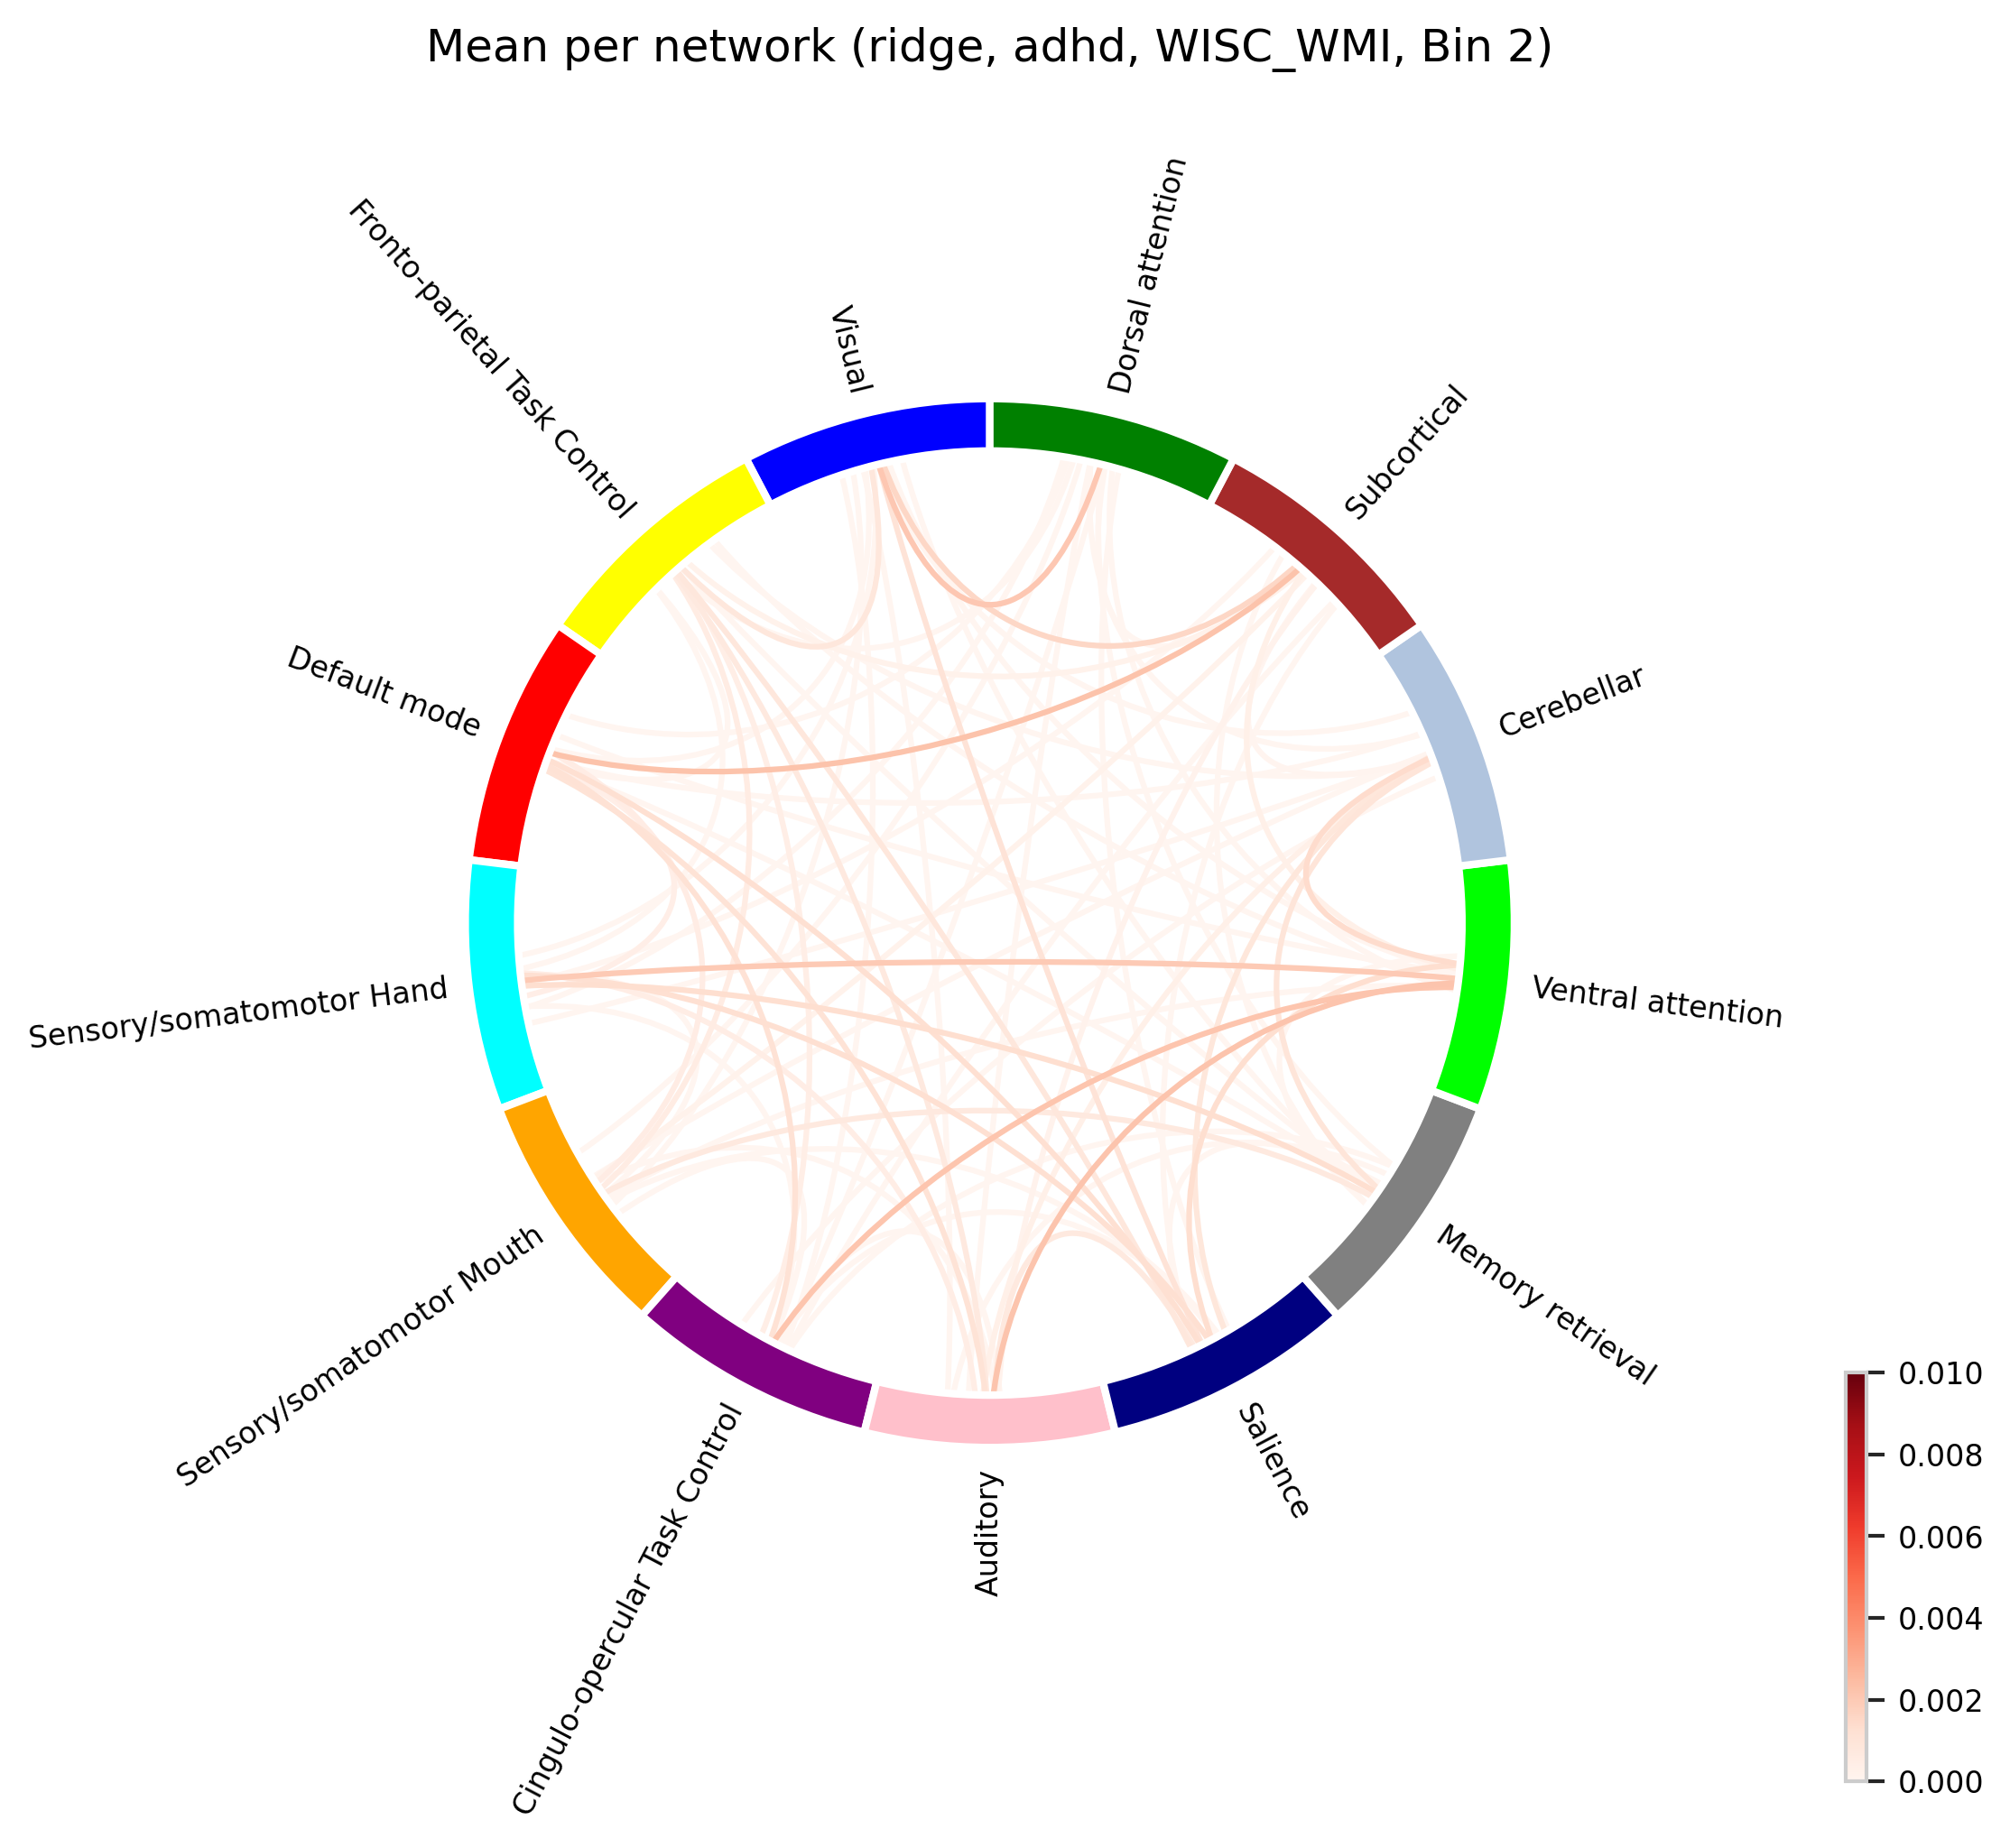 Mean per network (ridge, adhd, WISC_WMI, Bin 2)
Dorsal attention
Visual
Fronto-parietal Task Control
Subcortical
Default mode
Cerebellar
Sensory/somatomotor Hand
Ventral attention
Sensory/somatomotor Mouth
Memory retrieval
Cingulo-opercular Task Control
Auditory
Salience
0.010
0.008
0.006
0.004
0.002
0.000